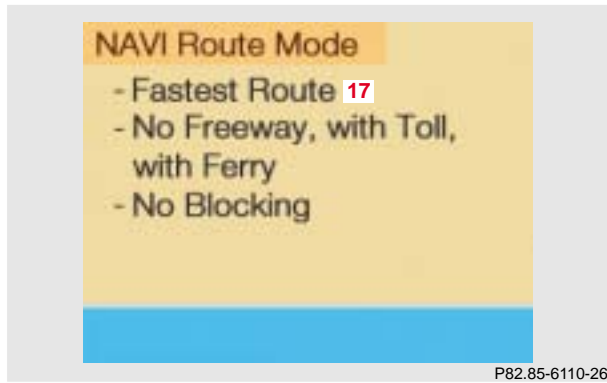 NAVI Route Mode
- Fastest Route 17
- No Freeway, with Toll,
with Ferry
- No Blocking
P82.85-6110-26